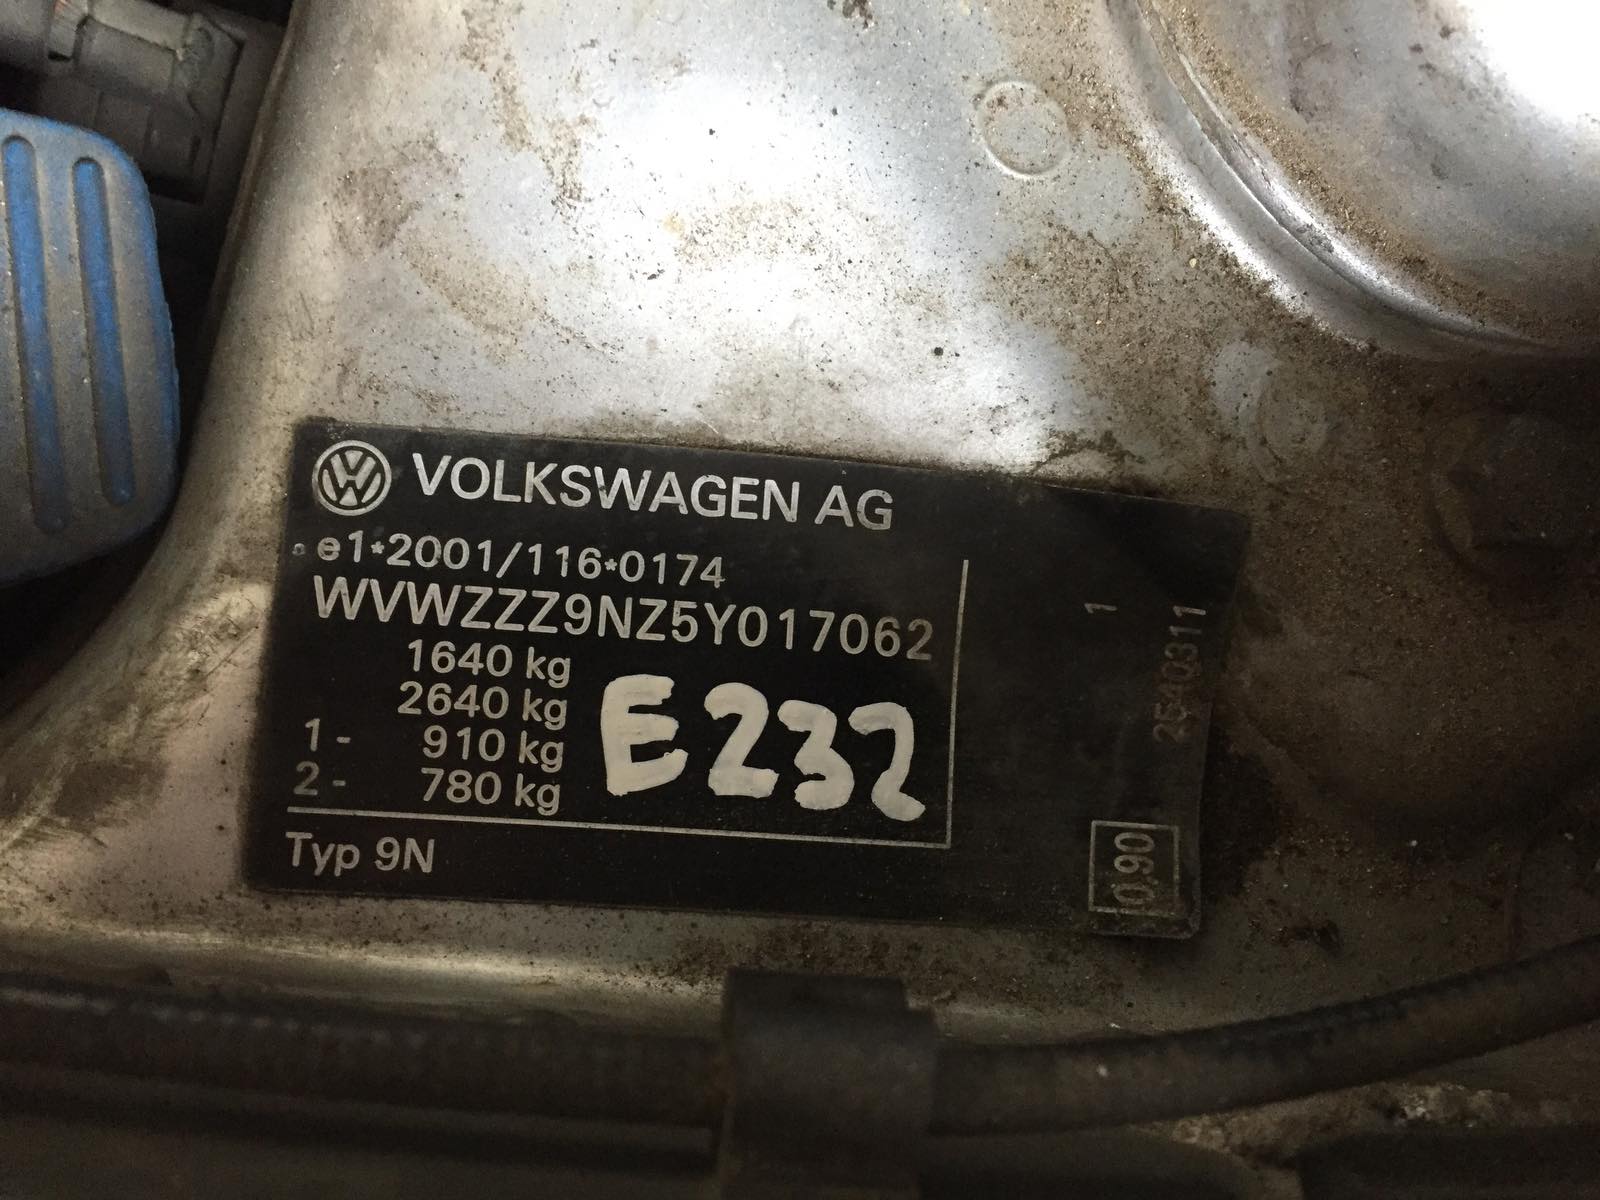 VOLKSWAGEN AG
e1*2001/116*0174
WVWZZZ9NZ5Y017062
1640 kg
2640 kg
1- 910 kg
2- 780 kg
E232
Typ 9N
1
2540311
0,90